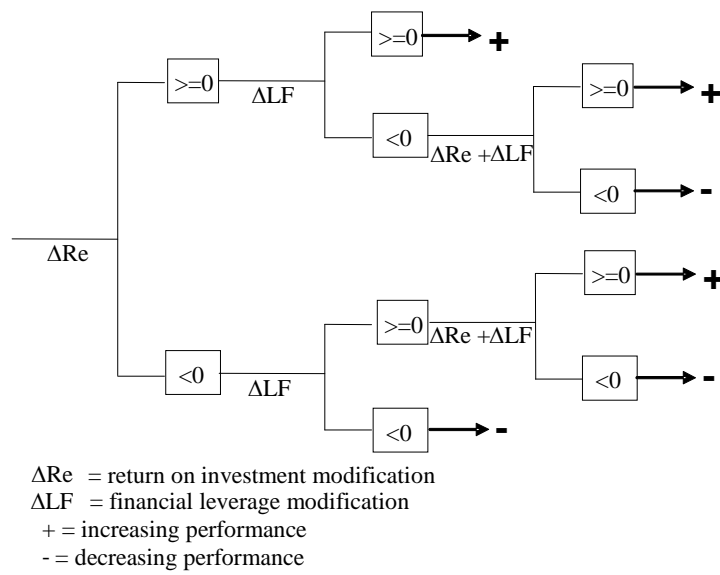 >=0
+
>=0
ΔLF
>=0
+
<0
ΔRe +ΔLF
<0
-
ΔRe
>=0
+
>=0
ΔRe +ΔLF
<0
ΔLF
<0
-
<0
-
ΔRe = return on investment modification
ΔLF = financial leverage modification
+ = increasing performance
- = decreasing performance